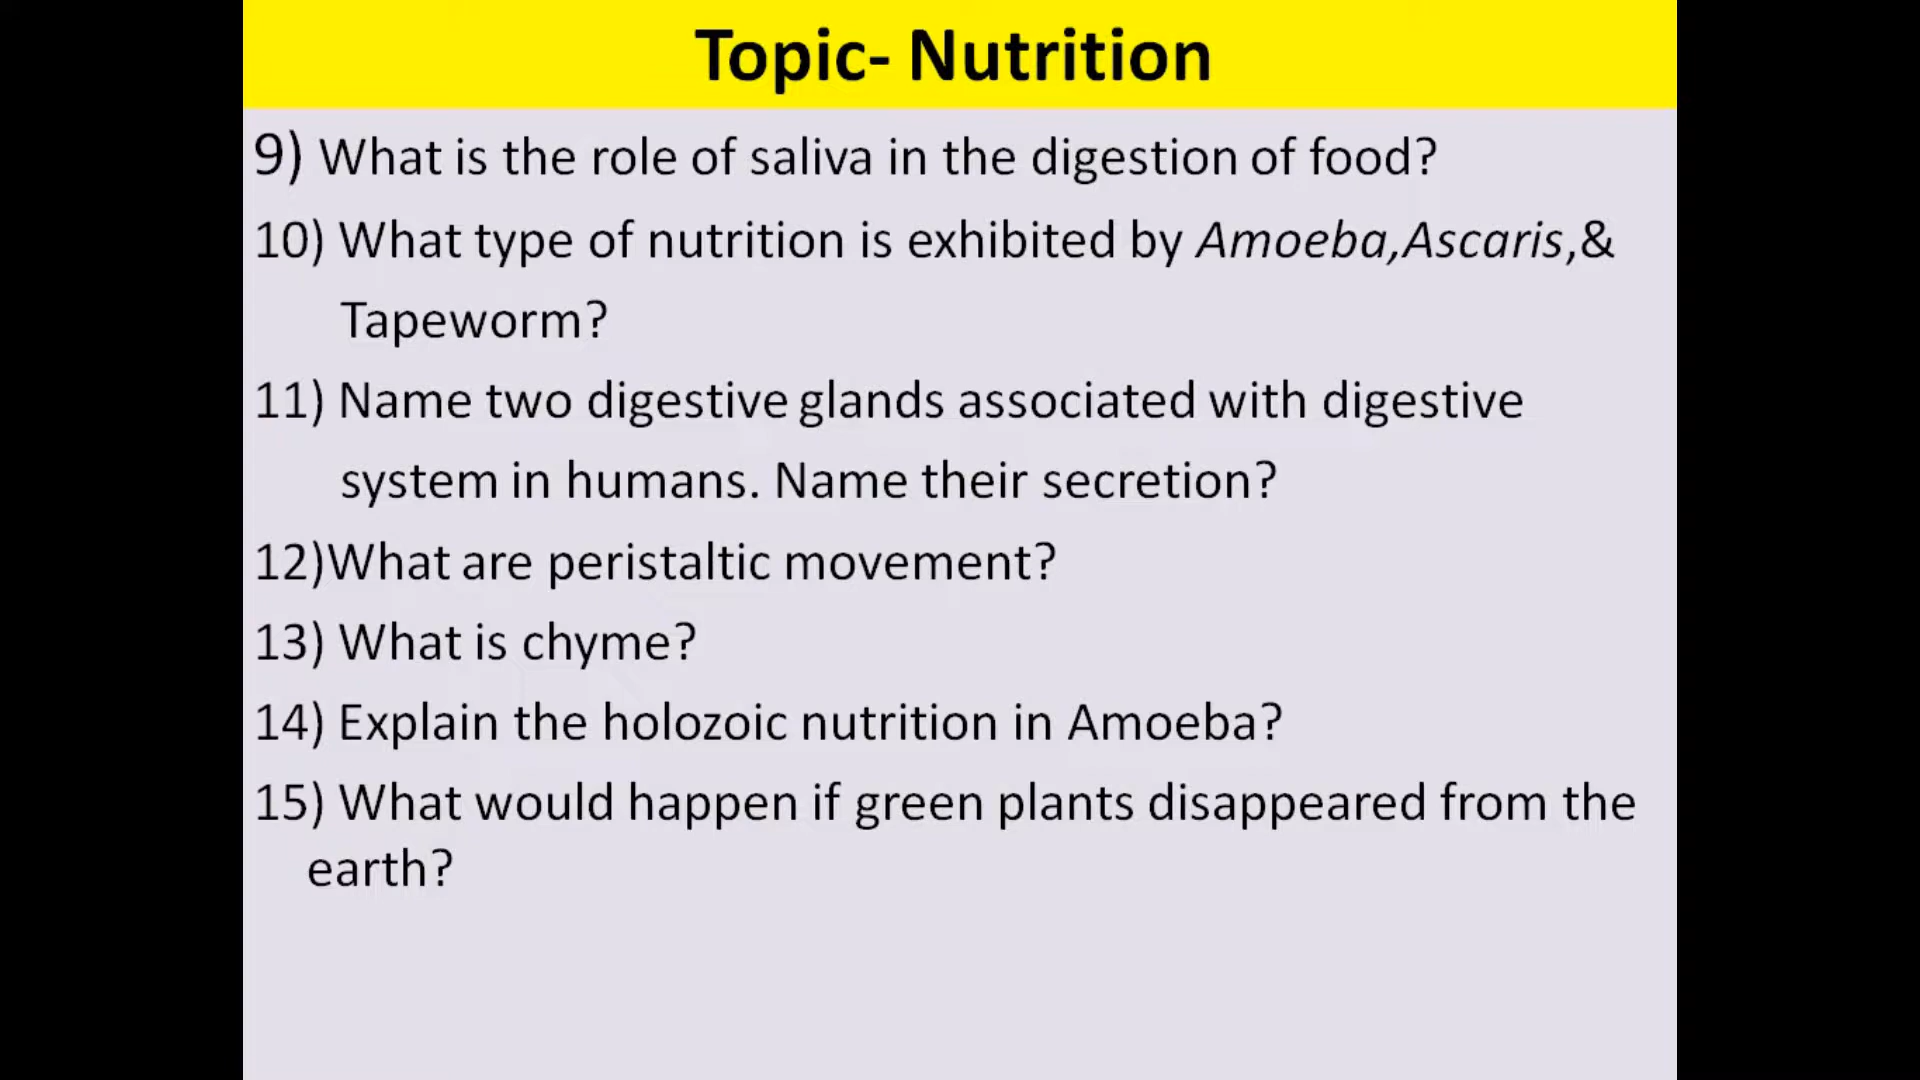 Topic- Nutrition
9) What is the role of saliva in the digestion of food?
10) What type of nutrition is exhibited by Amoeba,Ascaris,&
Tapeworm?
11) Name two digestive glands associated with digestive
system in humans. Name their secretion?
12)What are peristaltic movement?
13) What is chyme?
14) Explain the holozoic nutrition in Amoeba?
15) What would happen if green plants disappeared from the
earth?